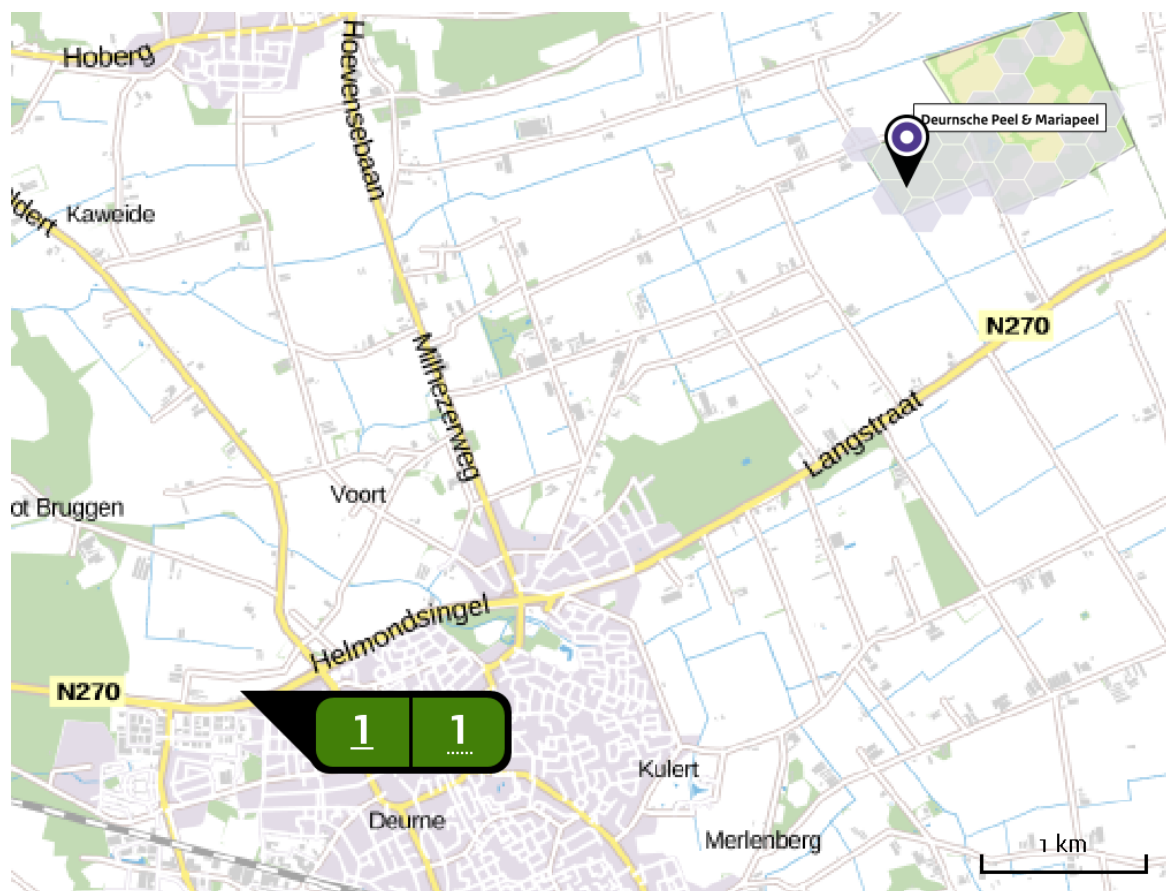 Hoberg
Hoevensebaan
Deurnsche Peel & Mariapeel
Kaweide
ldert
N270
Milhezerweg
Langstraat
Voort
ot Bruggen
Helmondsingel
N270
1 1
Kulert
Deurne
Merlenberg
1 km